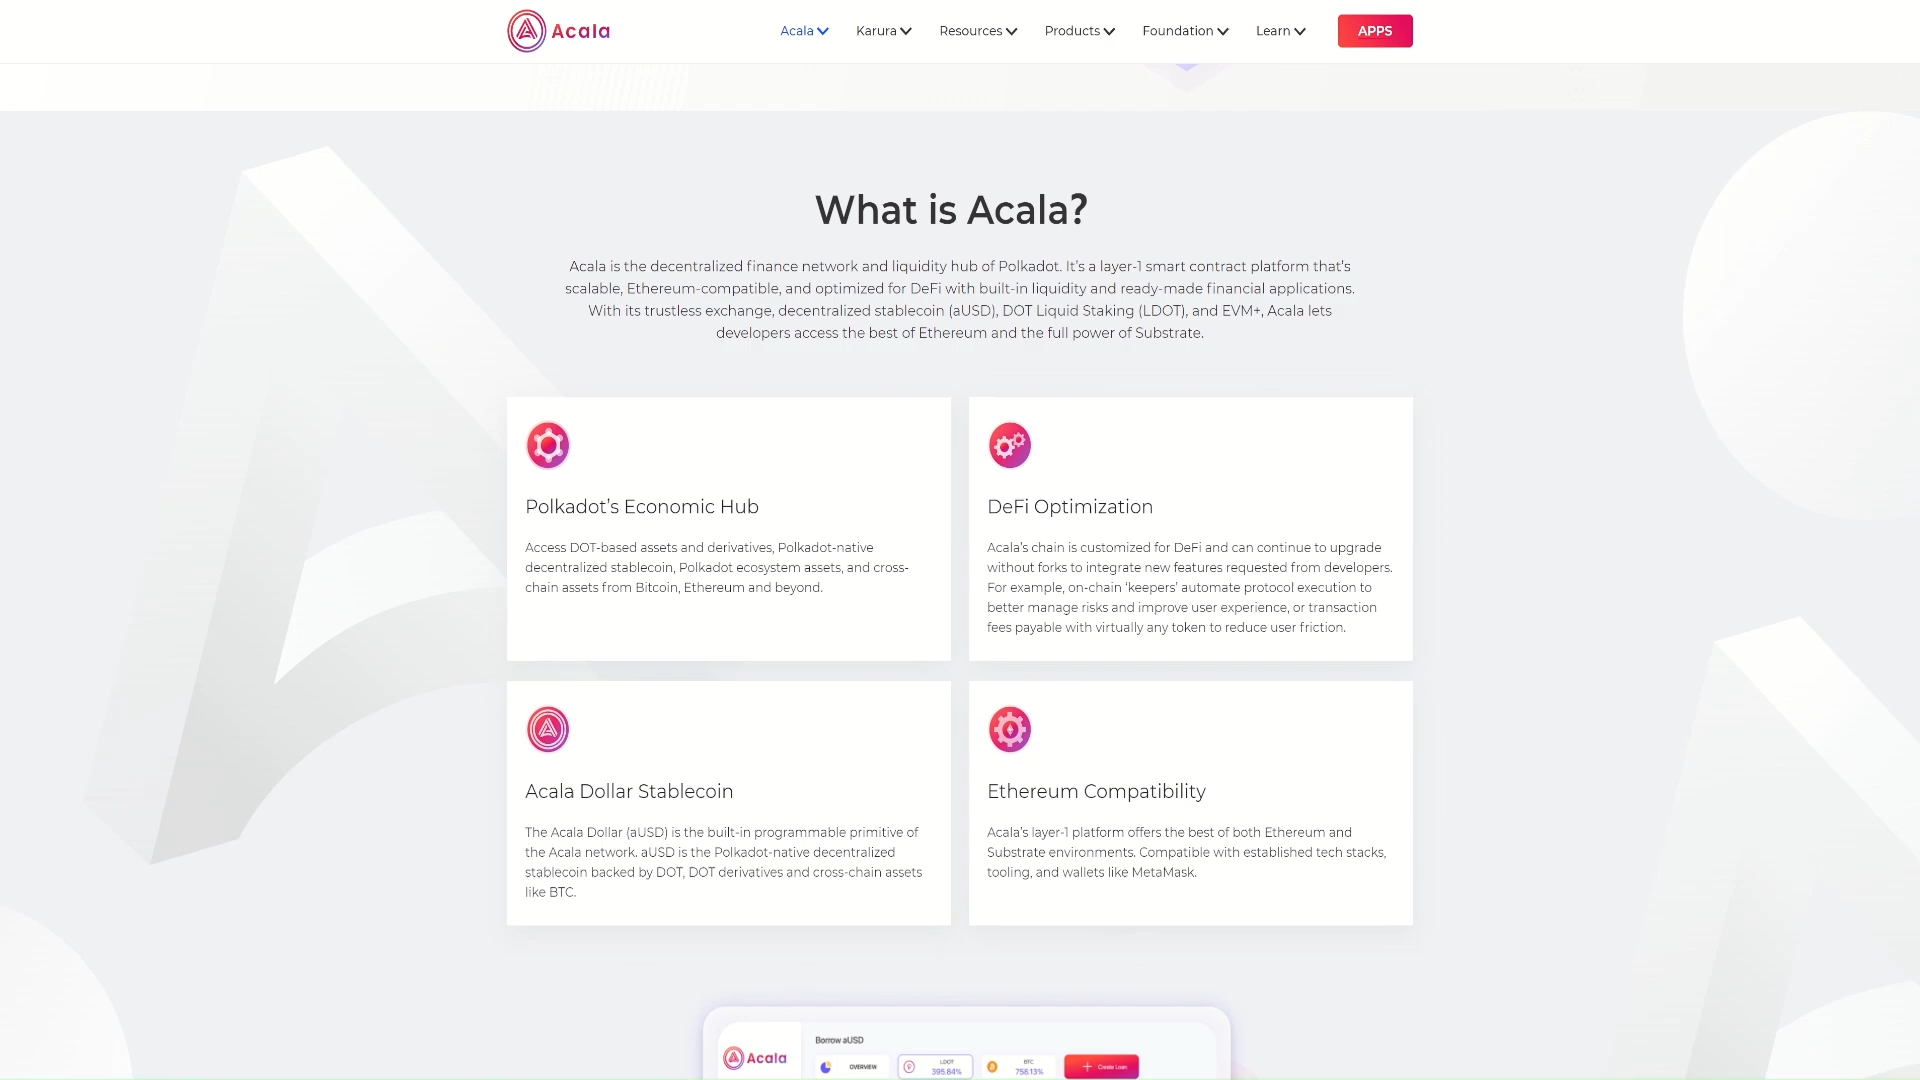 Acala
Acala
Karura
Resources
Products
Foundation
Learn
APPS
What is Acala?
Acala is the decentralized finance network and liquidity hub of Polkadot. It’s a layer-1 smart contract platform that’s
scalable, Ethereum-compatible, and optimized for DeFi with built-in liquidity and ready-made financial applications.
With its trustless exchange, decentralized stablecoin (aUSD), DOT Liquid Staking (LDOT), and EVM+, Acala lets
developers access the best of Ethereum and the full power of Substrate.
Polkadot’s Economic Hub
Access DOT-based assets and derivatives, Polkadot-native
decentralized stablecoin, Polkadot ecosystem assets, and cross-
chain assets from Bitcoin, Ethereum and beyond.
DeFi Optimization
Acala’s chain is customized for DeFi and can continue to upgrade
without forks to integrate new features requested from developers.
For example, on-chain ‘keepers’ automate protocol execution to
better manage risks and improve user experience, or transaction
fees payable with virtually any token to reduce user friction.
Acala Dollar Stablecoin
The Acala Dollar (aUSD) is the built-in programmable primitive of
the Acala network. aUSD is the Polkadot-native decentralized
stablecoin backed by DOT, DOT derivatives and cross-chain assets
like BTC.
Ethereum Compatibility
Acala’s layer-1 platform offers the best of both Ethereum and
Substrate environments. Compatible with established tech stacks,
tooling, and wallets like MetaMask.
Acala
Borrow aUSD
OVERVIEW
LDOT
395.84%
BTC
756.13%
Create Loan